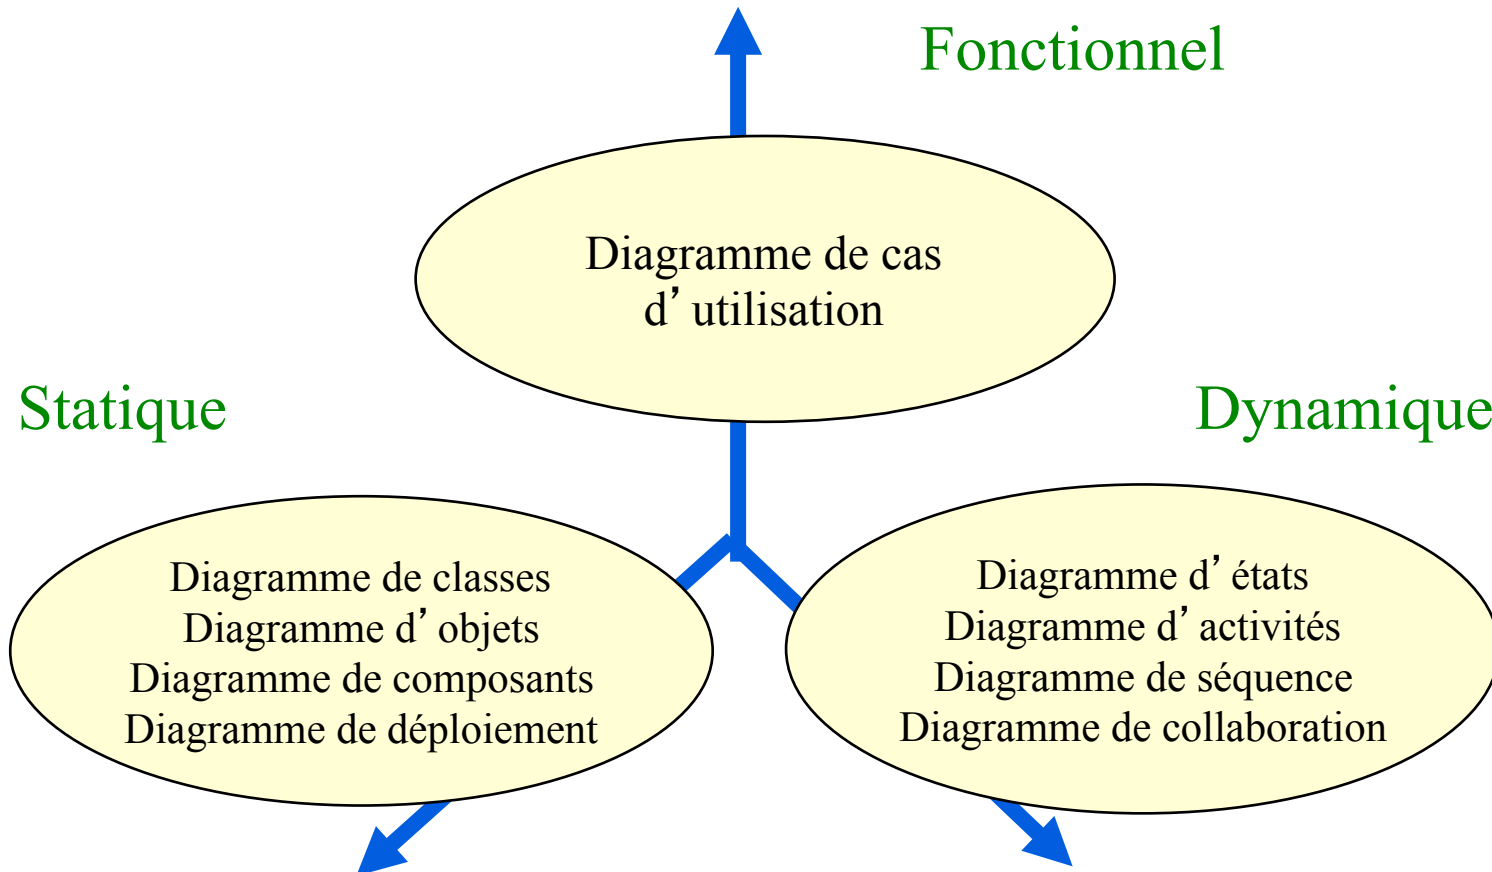 Fonctionnel
Diagramme de cas
d’ utilisation
Statique
Dynamique
Diagramme de classes
Diagramme d’ objets
Diagramme de composants
Diagramme de déploiement
Diagramme d’ états
Diagramme d’ activités
Diagramme de séquence
Diagramme de collaboration